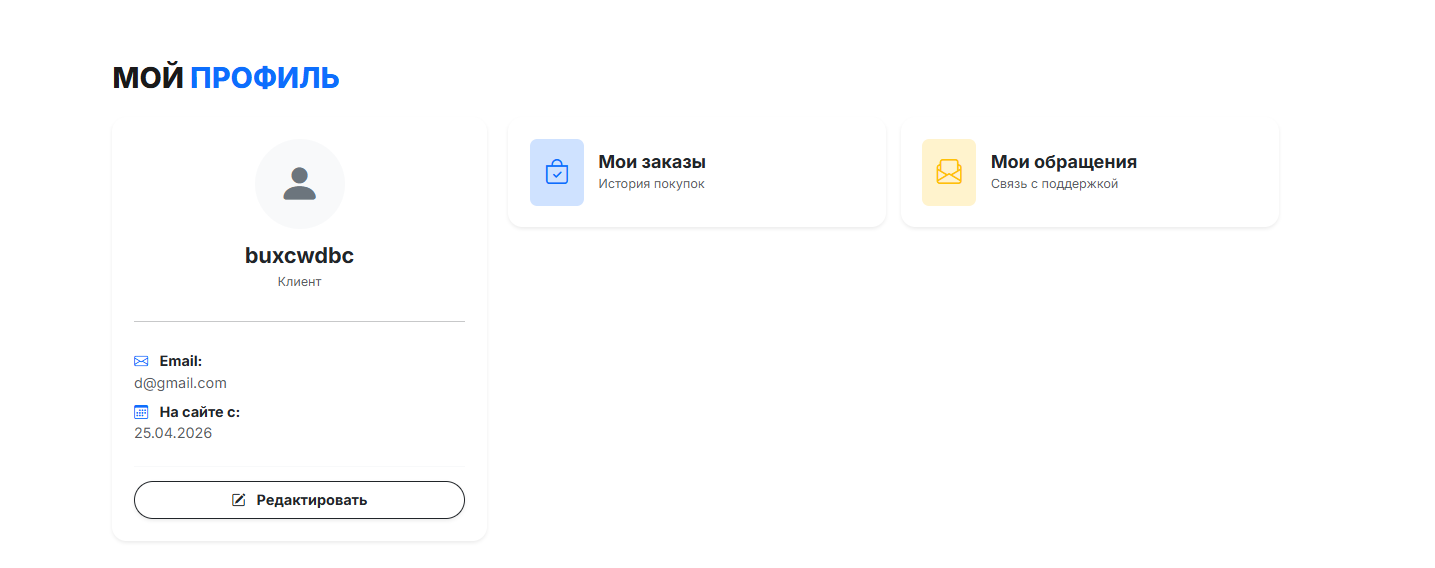 МОЙ ПРОФИЛЬ
buxcwdbc
Клиент
Email:
d@gmail.com
На сайте с:
25.04.2026
Редактировать
Мои заказы
История покупок
Мои обращения
Связь с поддержкой